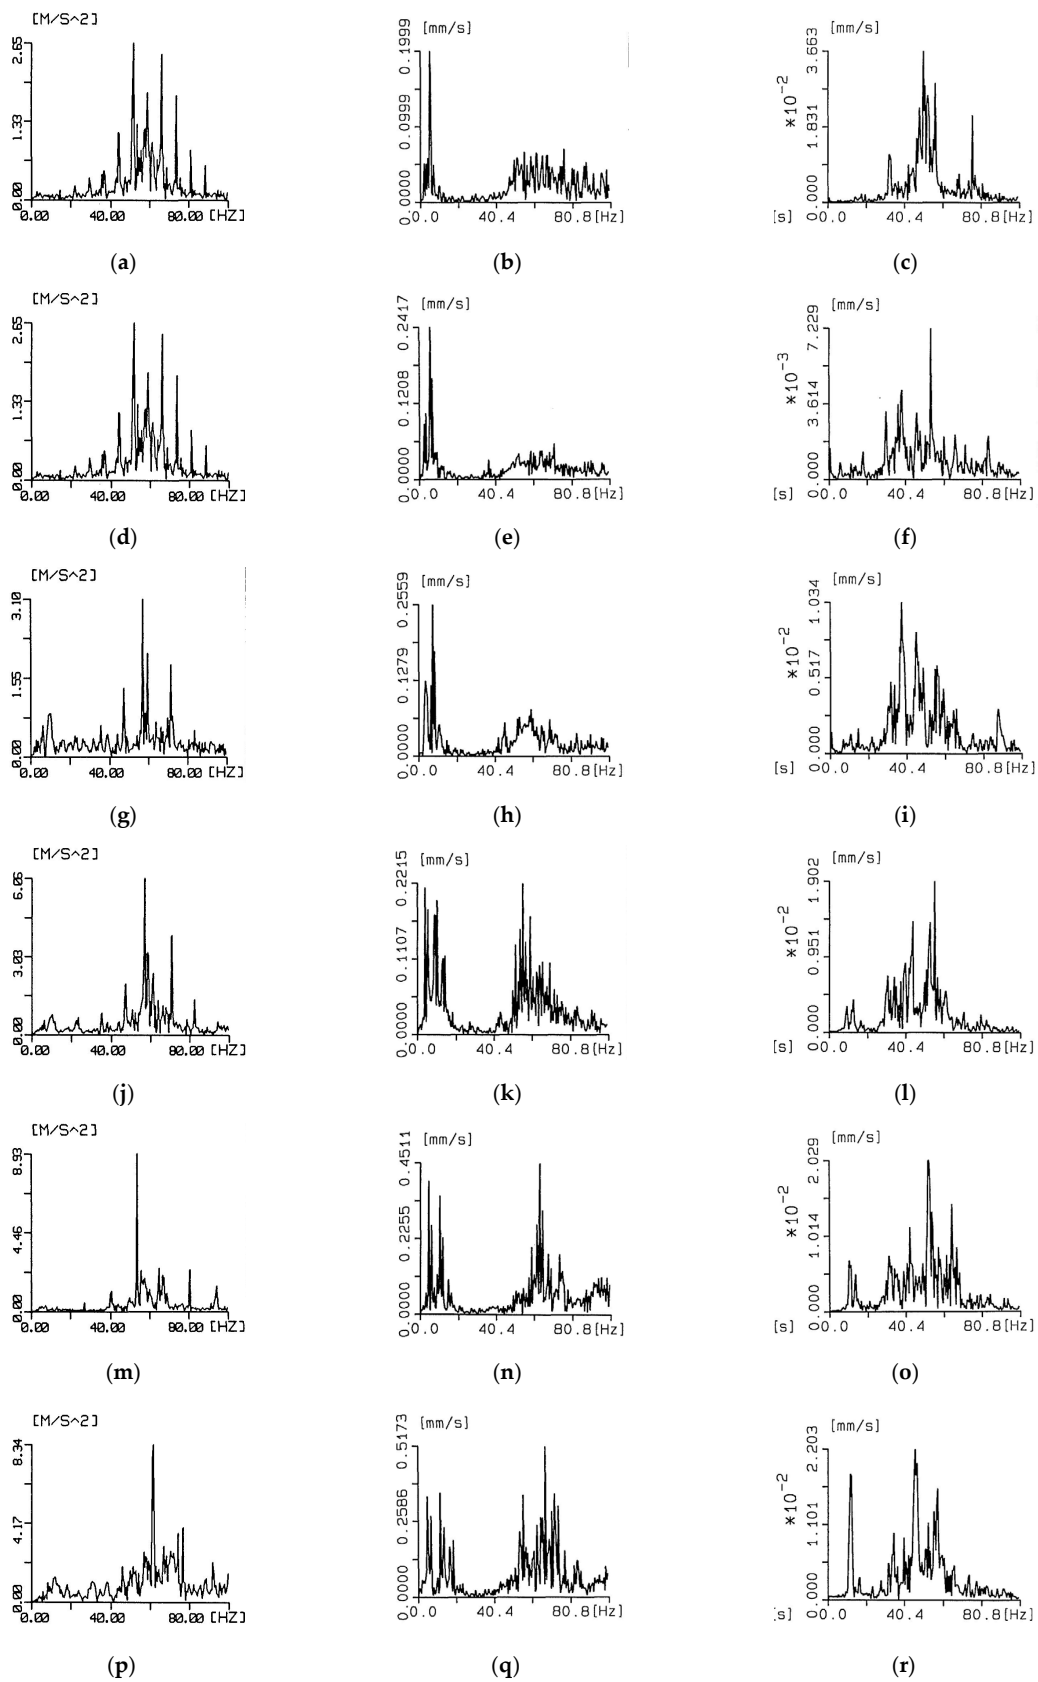 [M/S^2] [mm/s]
2.65 1.33 0.00 0.00 40.00 80.00 [HZ]
0.1999 0.0999 0.000 0.0 40.4 80.8[Hz]
*10^-2 3.663 1.831 0.000 [s] 0.0 40.4 80.8[Hz]
(a) (b) (c)
[M/S^2] [mm/s]
2.65 1.33 0.00 0.00 40.00 80.00 [HZ]
0.2417 0.1208 0.0000 0.0 40.4 80.8[Hz]
*10^-3 7.229 3.614 0.000 [s] 0.0 40.4 80.8[Hz]
(d) (e) (f)
[M/S^2] [mm/s] [mm/s]
3.10 1.55 0.00 0.00 40.00 80.00 [HZ]
0.2559 0.1279 0.000 0.0 40.4 80.8[Hz]
*10^-2 1.034 0.517 0.000 [s] 0.0 40.4 80.8[Hz]
(g) (h) (i)
[M/S^2] [mm/s] [mm/s]
6.06 3.03 0.00 0.00 40.00 80.00 [HZ]
0.2215 0.1107 0.0000 0.0 40.4 80.8[Hz]
*10^-2 1.902 0.951 0.000 [s] 0.0 40.4 80.8[Hz]
(j) (k) (l)
[M/S^2] [mm/s] [mm/s]
8.93 4.46 0.00 0.00 40.00 80.00 [HZ]
0.4511 0.2255 0.0000 0.0 40.4 80.8[Hz]
*10^-2 2.029 1.014 0.000 [s] 0.0 40.4 80.8[Hz]
(m) (n) (o)
[M/S^2] [mm/s] [mm/s]
8.34 4.17 0.00 0.00 40.00 80.00 [HZ]
0.5173 0.2586 0.0000 0.0 40.4 80.8[Hz]
*10^-2 2.203 1.101 0.000 [s] 0.0 40.4 80.8[Hz]
(p) (q) (r)